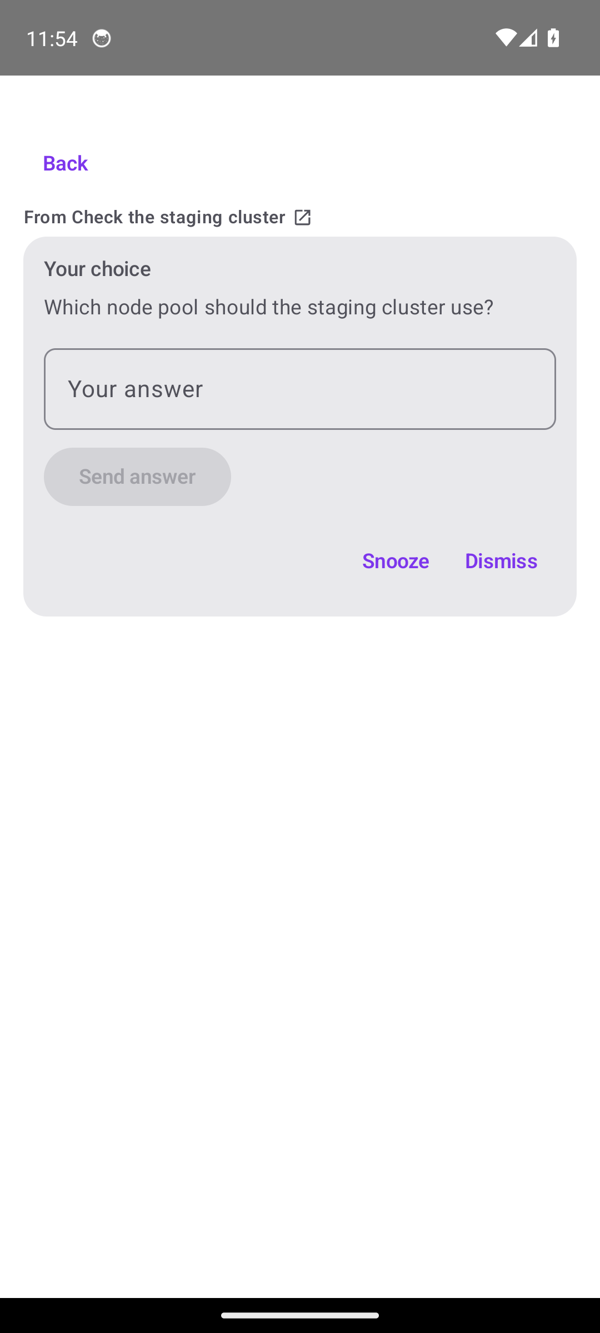 11:54
Back
From Check the staging cluster
Your choice
Which node pool should the staging cluster use?
Your answer
Send answer
Snooze Dismiss